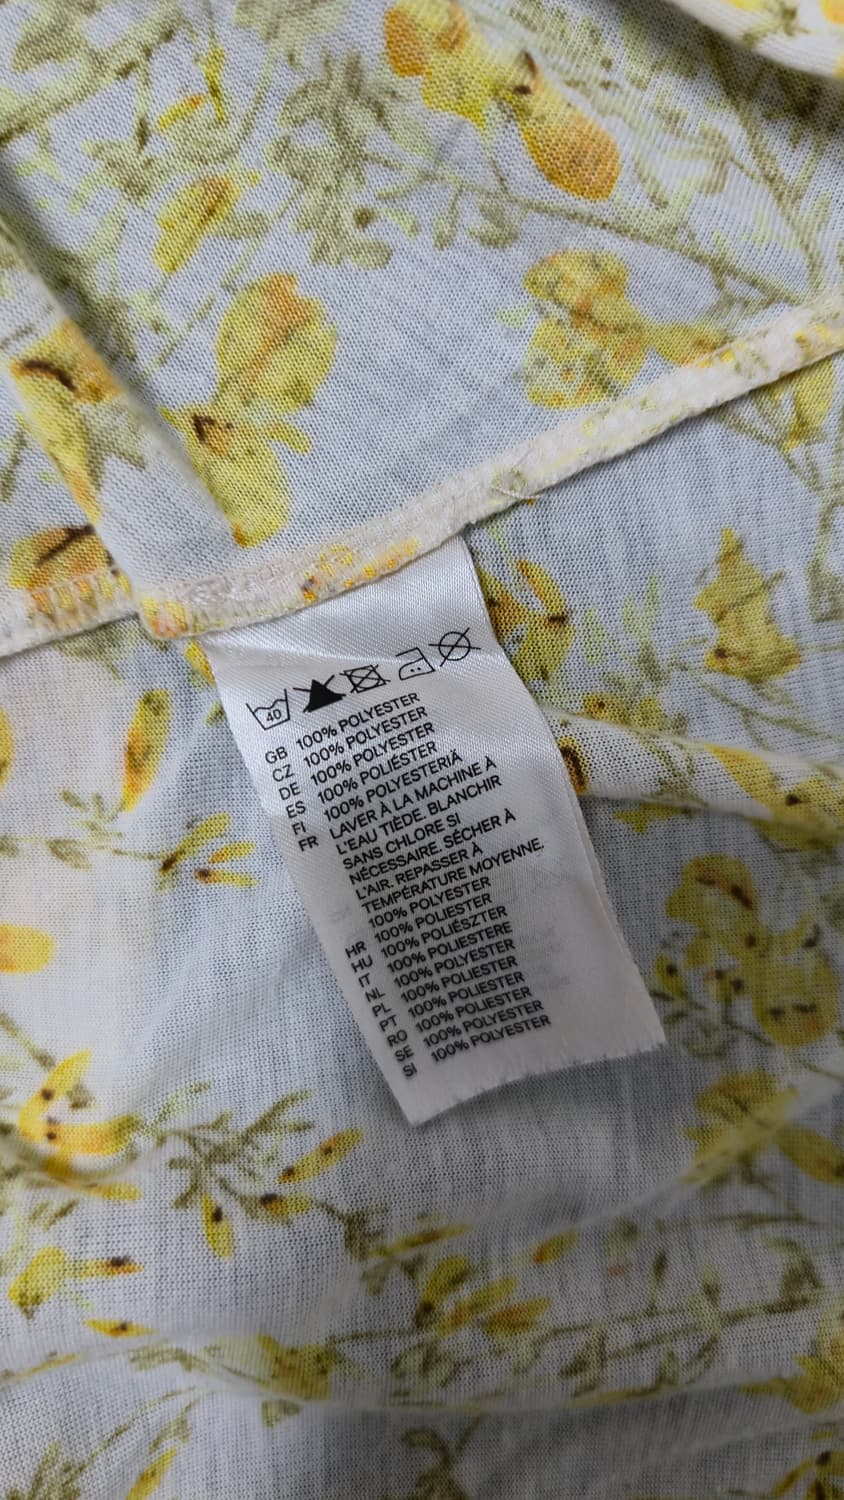 40
GB 100% POLYESTER
CZ 100% POLYESTER
DE 100% POLYESTER
ES 100% POLIÉSTER
FI 100% POLYESTERIÄ
FR LAVER À LA MACHINE À
L'EAU TIÈDE. BLANCHIR
SANS CHLORE SI
NÉCESSAIRE. SÉCHER À
L'AIR. REPASSER À
TEMPÉRATURE MOYENNE.
100% POLYESTER
HR 100% POLIESTER
HU 100% POLIÉSZTER
IT 100% POLIESTERE
NL 100% POLYESTER
PL 100% POLIESTER
PT 100% POLIESTER
RO 100% POLIESTER
SE 100% POLYESTER
SI 100% POLYESTER